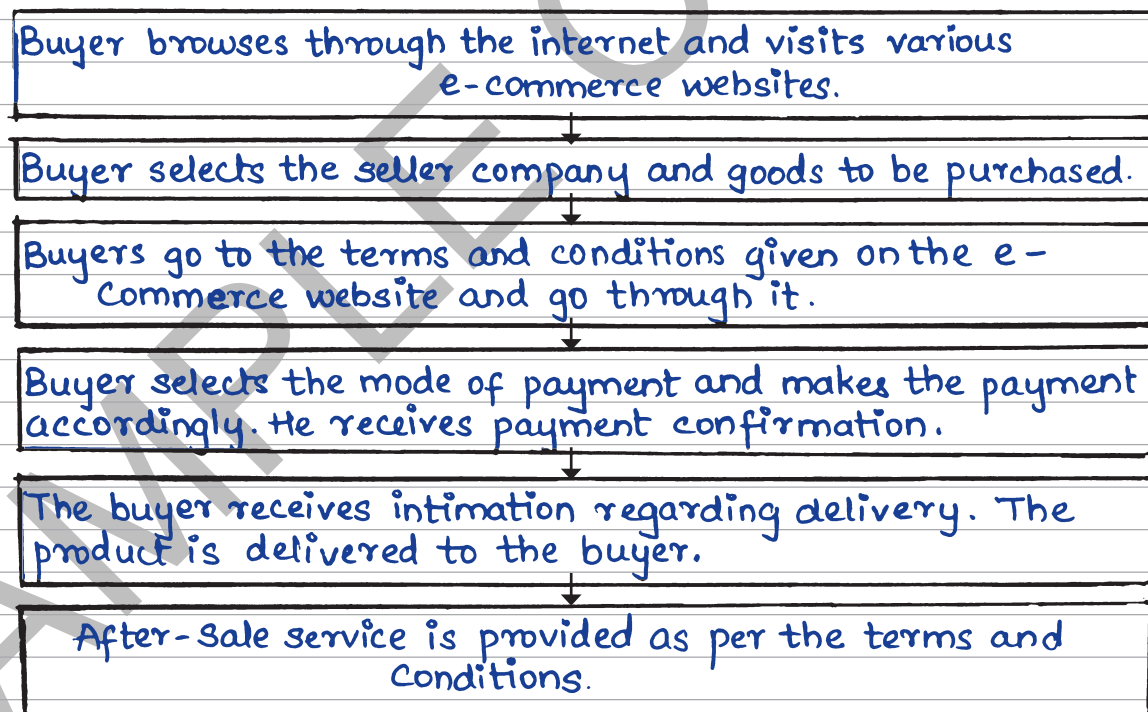 Buyer browses through the internet and visits various
e-commerce websites.
Buyer selects the seller company and goods to be purchased.
Buyers go to the terms and conditions given on the e-
Commerce website and go through it.
Buyer selects the mode of payment and makes the payment
accordingly. He receives payment confirmation.
The buyer receives intimation regarding delivery. The
product is delivered to the buyer.
After-Sale service is provided as per the terms and
Conditions.